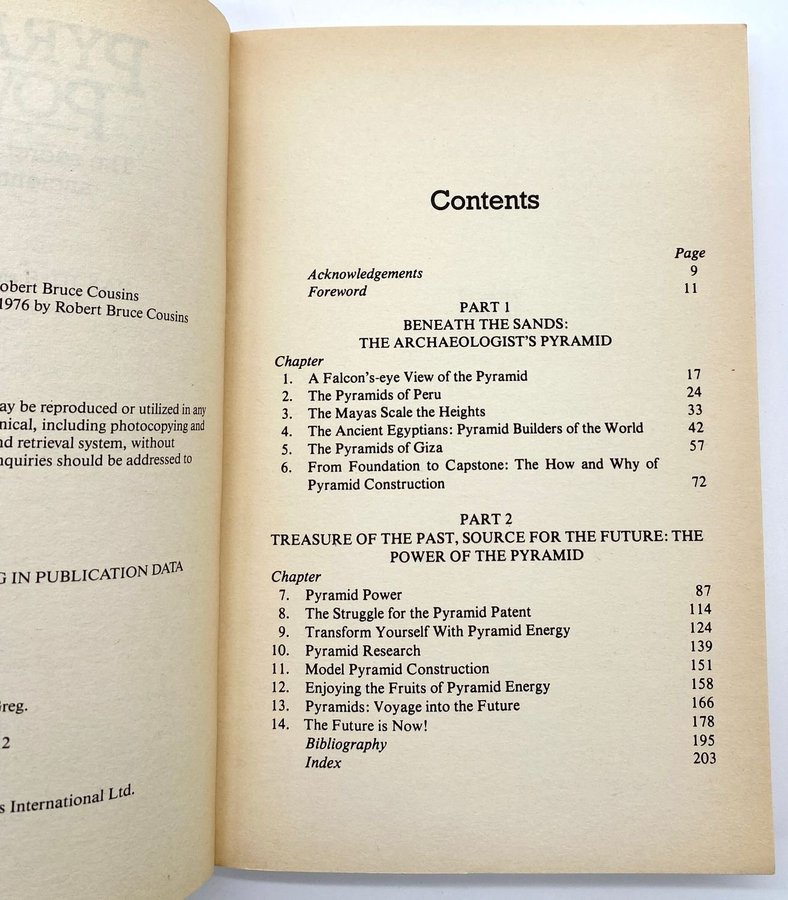 obert Bruce Cousins
1976 by Robert Bruce Cousins
ay be reproduced or utilized in any
nical, including photocopying and
nd retrieval system, without
nquiries should be addressed to
G IN PUBLICATION DATA
Greg.
2
s International Ltd.
Contents
Page
Acknowledgements 9
Foreword 11
PART 1
BENEATH THE SANDS:
THE ARCHAEOLOGIST'S PYRAMID
Chapter
1. A Falcon's-eye View of the Pyramid 17
2. The Pyramids of Peru 24
3. The Mayas Scale the Heights 33
4. The Ancient Egyptians: Pyramid Builders of the World 42
5. The Pyramids of Giza 57
6. From Foundation to Capstone: The How and Why of
Pyramid Construction 72
PART 2
TREASURE OF THE PAST, SOURCE FOR THE FUTURE: THE
POWER OF THE PYRAMID
Chapter
7. Pyramid Power 87
8. The Struggle for the Pyramid Patent 114
9. Transform Yourself With Pyramid Energy 124
10. Pyramid Research 139
11. Model Pyramid Construction 151
12. Enjoying the Fruits of Pyramid Energy 158
13. Pyramids: Voyage into the Future 166
14. The Future is Now! 178
Bibliography 195
Index 203